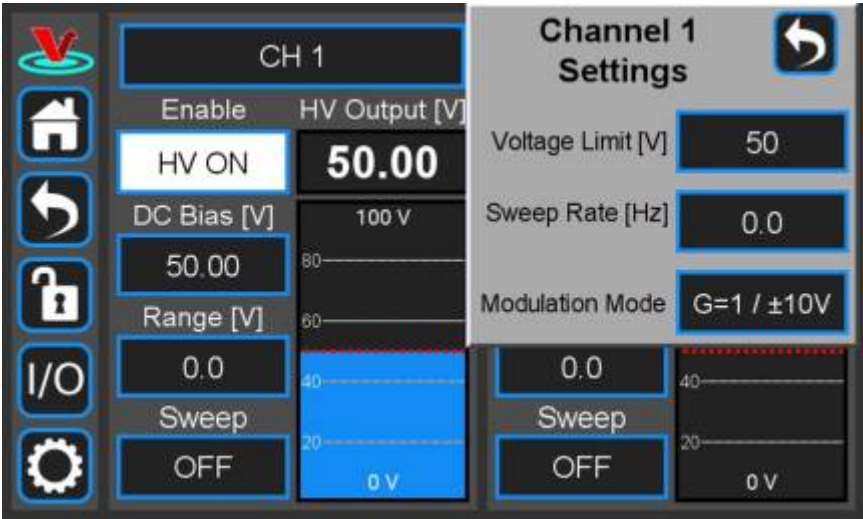 CH 1
Enable
HV Output [V]
HV ON
50.00
DC Bias [V]
50.00
Range [V]
0.0
Sweep
OFF
100 V
80
60
40
20
0 V
Channel 1
Settings
Voltage Limit [V]
50
Sweep Rate [Hz]
0.0
Modulation Mode
G=1 / ±10V
0.0
Sweep
OFF
40
20
0 V
I/O